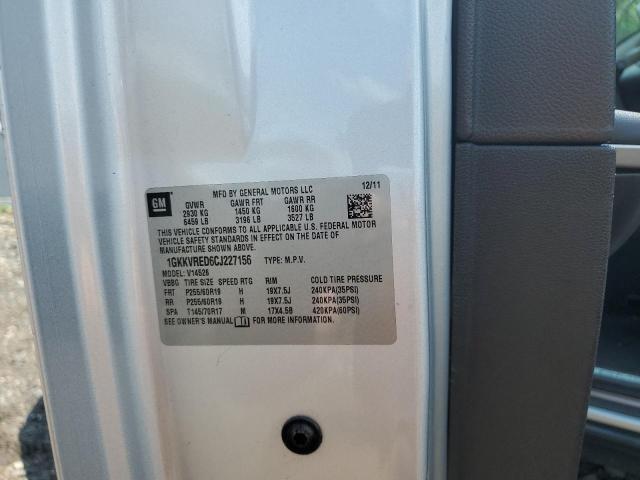 GM
MFD BY GENERAL MOTORS LLC 12/11
GVWR GAWR FRT GAWR RR
2930 KG 1450 KG 1600 KG
6459 LB 3196 LB 3527 LB
THIS VEHICLE CONFORMS TO ALL APPLICABLE U.S. FEDERAL MOTOR
VEHICLE SAFETY STANDARDS IN EFFECT ON THE DATE OF
MANUFACTURE SHOWN ABOVE.
1GKKVRED6CJ227156 TYPE: M.P.V.
MODEL: V14526
VBBG TIRE SIZE SPEED RTG RIM COLD TIRE PRESSURE
FRT P255/60R19 H 19X7.5J 240KPA(35PSI)
RR P255/60R19 H 19X7.5J 240KPA(35PSI)
SPA T145/70R17 M 17X4.5B 420KPA(60PSI)
SEE OWNER'S MANUAL FOR MORE INFORMATION.